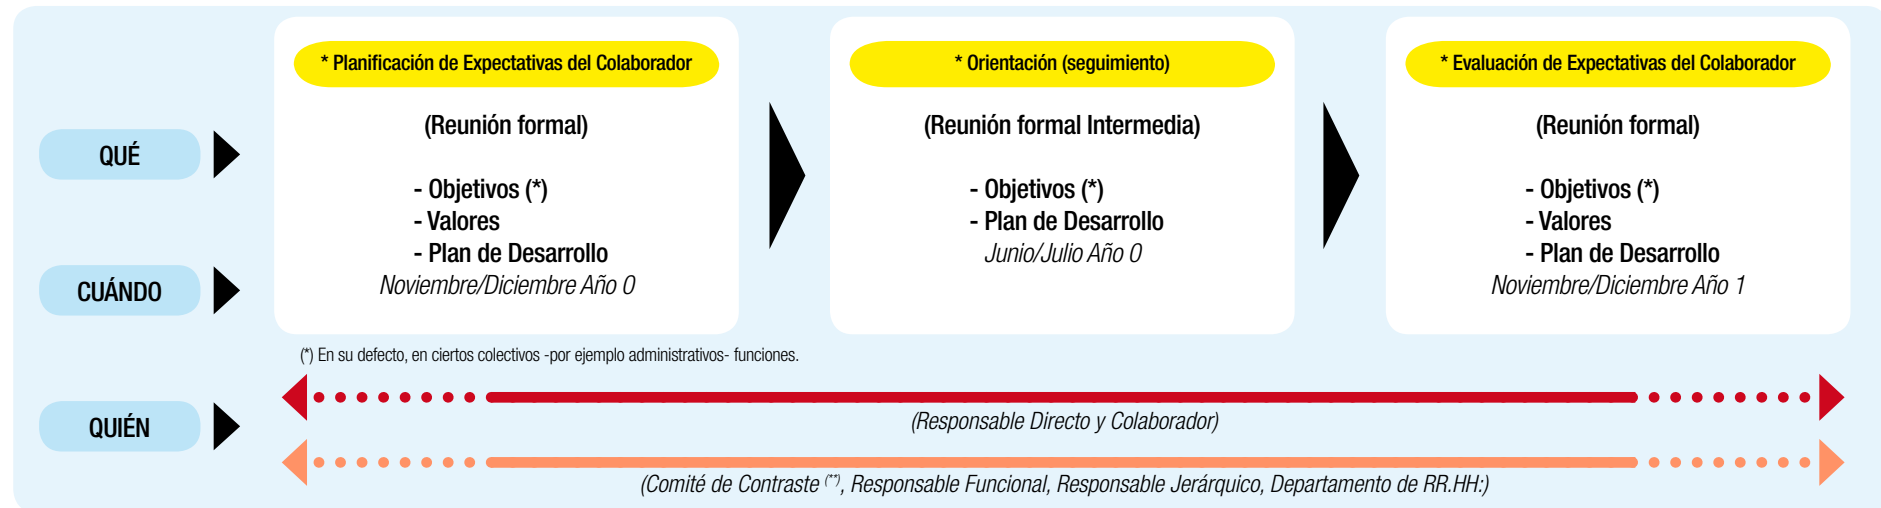 * Planificación de Expectativas del Colaborador
(Reunión formal)
- Objetivos (*)
- Valores
- Plan de Desarrollo
Noviembre/Diciembre Año 0
* Orientación (seguimiento)
(Reunión formal Intermedia)
- Objetivos (*)
- Plan de Desarrollo
Junio/Julio Año 0
* Evaluación de Expectativas del Colaborador
(Reunión formal)
- Objetivos (*)
- Valores
- Plan de Desarrollo
Noviembre/Diciembre Año 1
QUÉ
CUÁNDO
(*) En su defecto, en ciertos colectivos -por ejemplo administrativos- funciones.
QUIÉN
(Responsable Directo y Colaborador)
(Comité de Contraste (**), Responsable Funcional, Responsable Jerárquico, Departamento de RR.HH:)